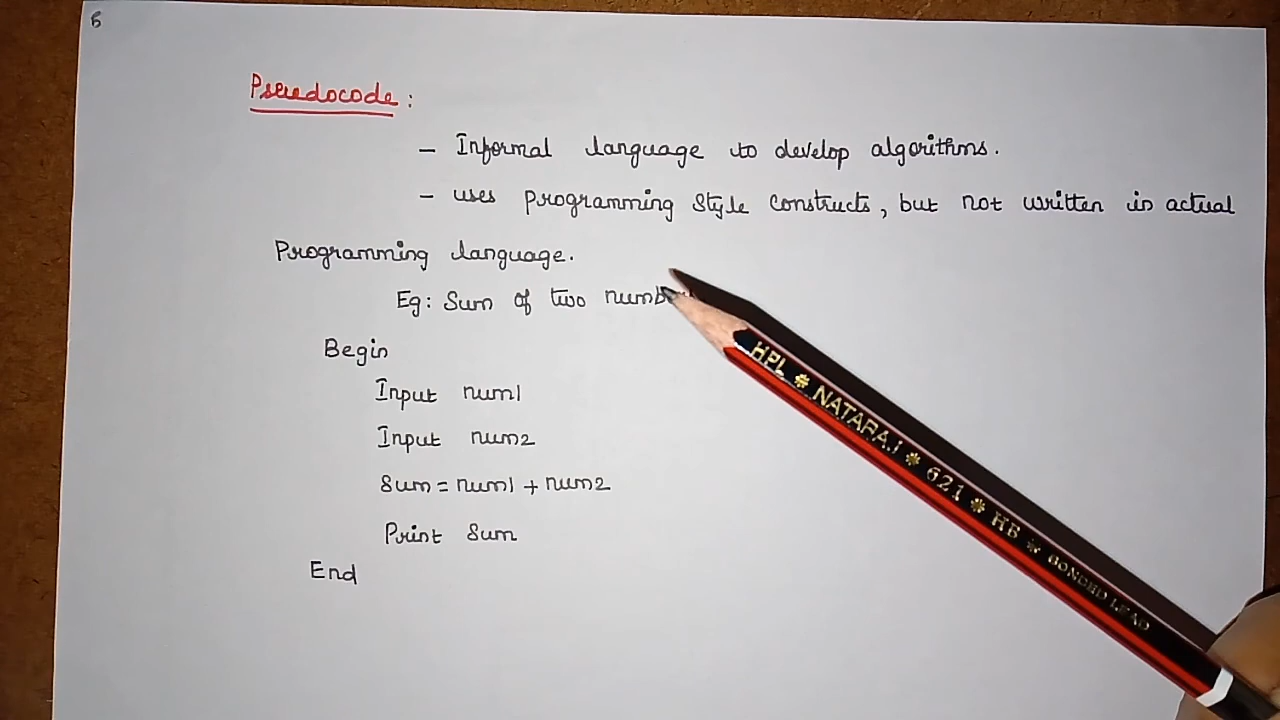 Pseudocode :
- Informal language to develop algorithms.
- uses programming style constructs, but not written in actual
Programming language.
Eg: Sum of two numb
Begin
Input num1
Input num2
Sum = num1 + num2
Print Sum
End
HPL * NATARAJ * 621 * HB * BONDED LEAD